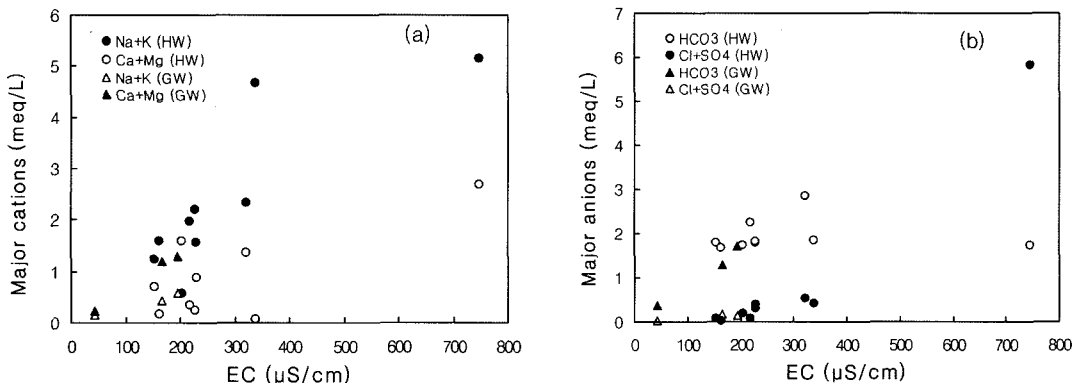 (a)
Na+K (HW)
Ca+Mg (HW)
Na+K (GW)
Ca+Mg (GW)
Major cations (meq/L)
6
5
4
3
2
1
0
0 100 200 300 400 500 600 700 800
EC (µS/cm)
(b)
HCO3 (HW)
Cl+SO4 (HW)
HCO3 (GW)
Cl+SO4 (GW)
Major anions (meq/L)
7
6
5
4
3
2
1
0
0 100 200 300 400 500 600 700 800
EC (µS/cm)